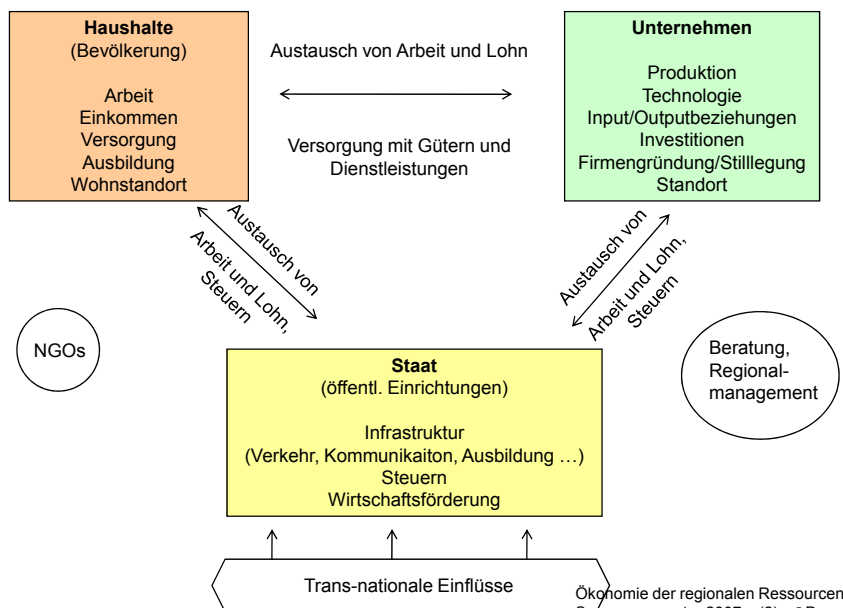 Haushalte
(Bevölkerung)
Arbeit
Einkommen
Versorgung
Ausbildung
Wohnstandort
Austausch von Arbeit und Lohn
Versorgung mit Gütern und
Dienstleistungen
Unternehmen
Produktion
Technologie
Input/Outputbeziehungen
Investitionen
Firmengründung/Stilllegung
Standort
Austausch von
Arbeit und Lohn,
Steuern
Austausch von
Arbeit und Lohn,
Steuern
NGOs
Staat
(öffentl. Einrichtungen)
Infrastruktur
(Verkehr, Kommunikaiton, Ausbildung …)
Steuern
Wirtschaftsförderung
Beratung,
Regional-
management
Trans-nationale Einflüsse
Ökonomie der regionalen Ressourcen